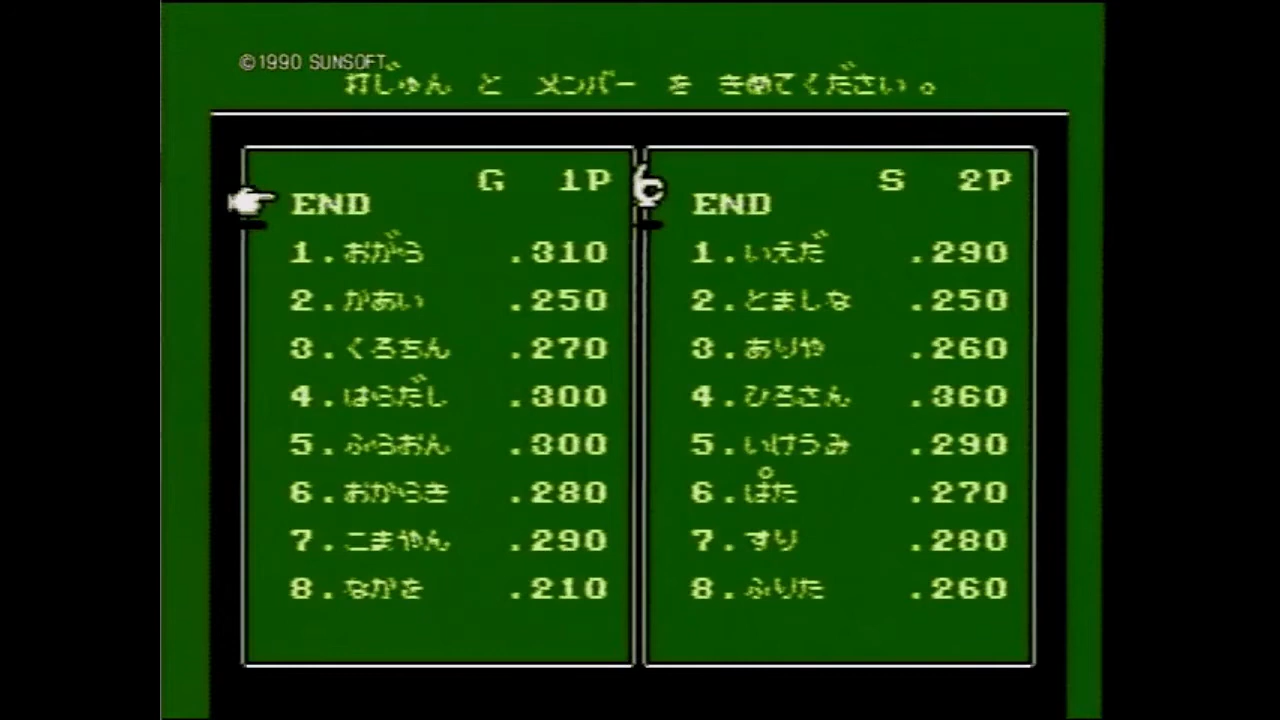 ©1990 SUNSOFT
打じゅん と メンバー を きめてください。
G 1P
END
1.おがら .310
2.かあい .250
3.くろちん .270
4.はらだし .300
5.ふらおん .300
6.おからき .280
7.こまやん .290
8.なかを .210
S 2P
END
1.いえだ .290
2.とましな .250
3.ありや .260
4.ひろさん .360
5.いけうみ .290
6.ぱた .270
7.すり .280
8.ふりた .260